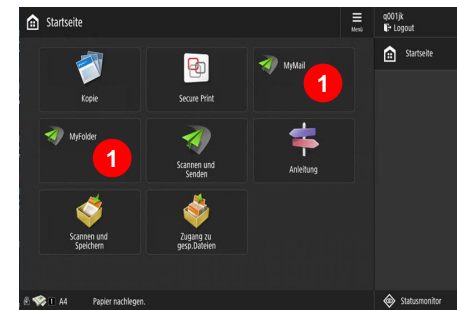 Startseite
Menü
q001jk
Logout
Startseite
Kopie
Secure Print
MyMail
1
MyFolder
1
Scannen und
Senden
Anleitung
Scannen und
Speichern
Zugang zu
gesp.Dateien
1 A4 Papier nachlegen.
Statusmonitor